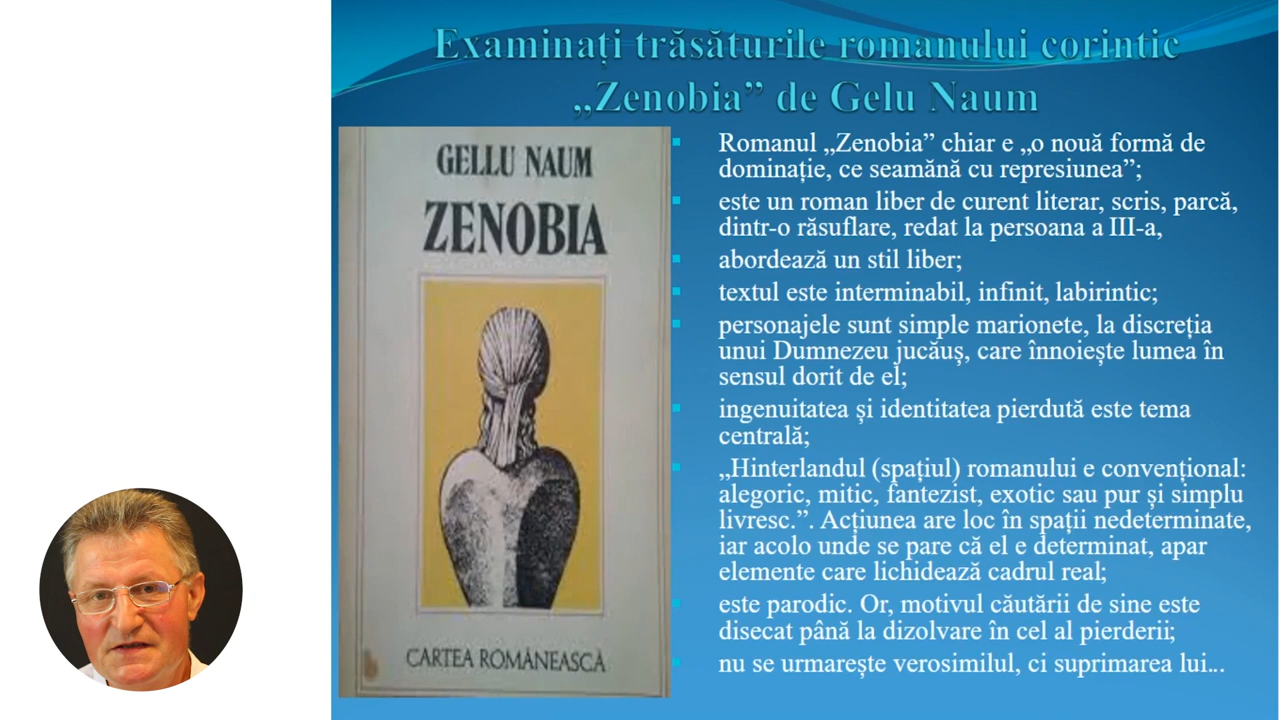 Examinați trăsăturile romanului corintic
„Zenobia” de Gelu Naum
GELLU NAUM
ZENOBIA
CARTEA ROMÂNEASCĂ
Romanul „Zenobia” chiar e „o nouă formă de
dominație, ce seamănă cu represiunea”;
este un roman liber de curent literar, scris, parcă,
dintr-o răsuflare, redat la persoana a III-a,
abordează un stil liber;
textul este interminabil, infinit, labirintic;
personajele sunt simple marionete, la discreția
unui Dumnezeu jucăuș, care înnoiește lumea în
sensul dorit de el;
ingenuitatea și identitatea pierdută este tema
centrală;
„Hinterlandul (spațiul) romanului e convențional:
alegoric, mitic, fantezist, exotic sau pur și simplu
livresc.”. Acțiunea are loc în spații nedeterminate,
iar acolo unde se pare că el e determinat, apar
elemente care lichidează cadrul real;
este parodic. Or, motivul căutării de sine este
disecat până la dizolvare în cel al pierderii;
nu se urmarește verosimilul, ci suprimarea lui...